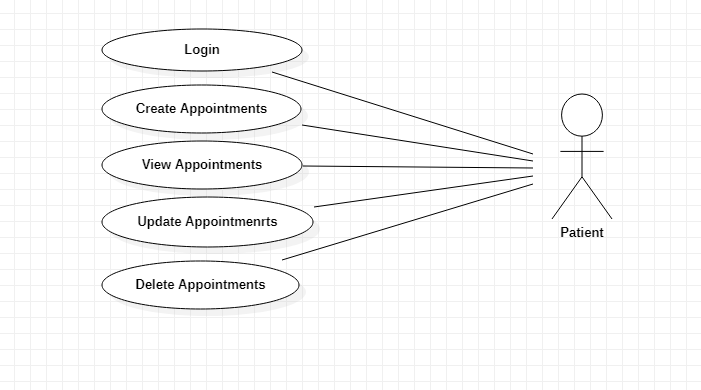 Login
Create Appointments
View Appointments
Update Appointmenrts
Delete Appointments
Patient